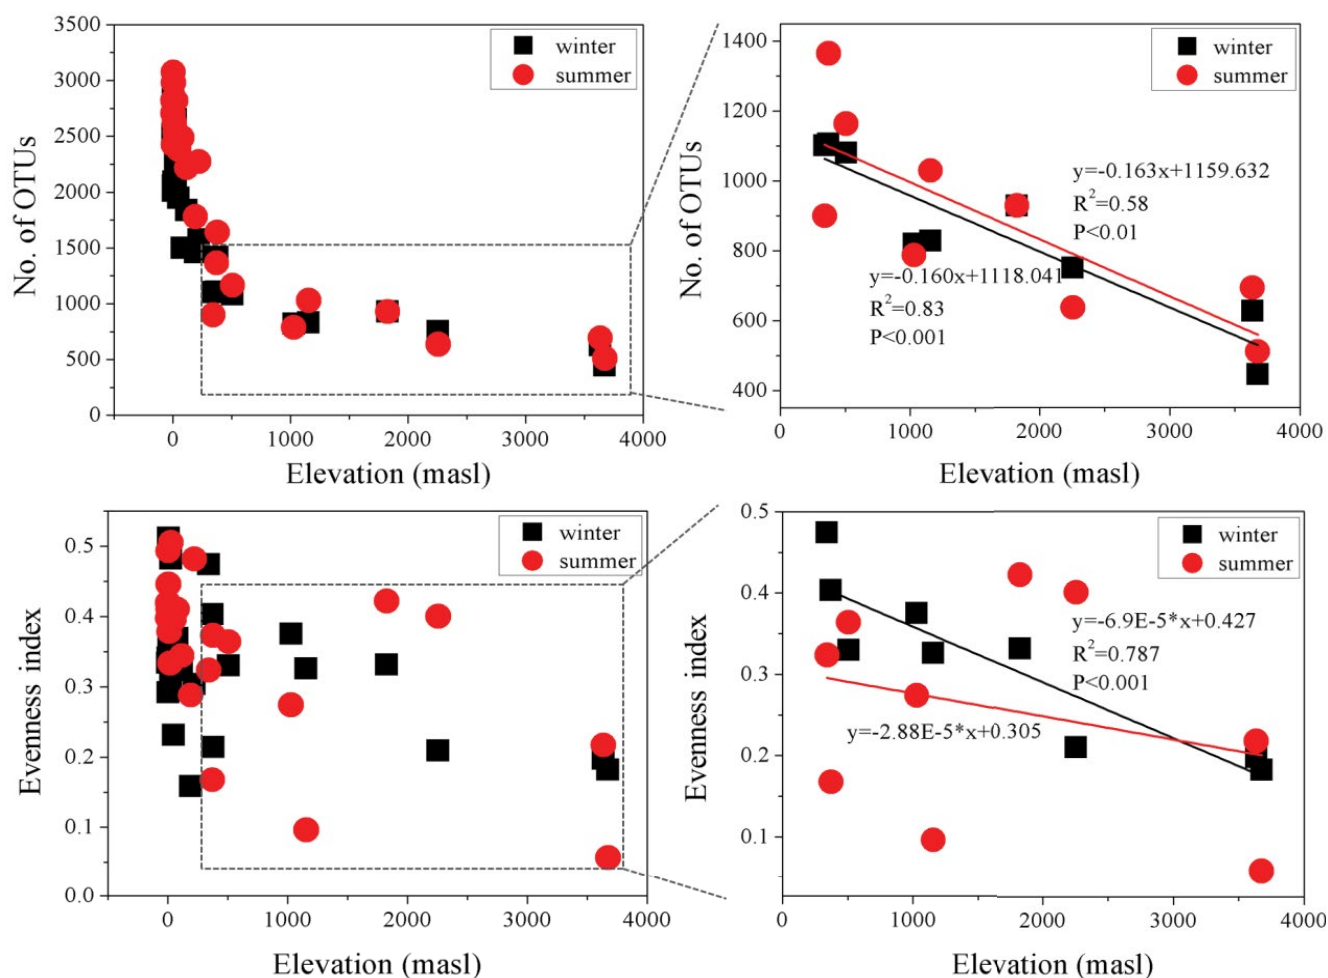 3500
3000
2500
2000
1500
1000
500
0
No. of OTUs
winter
summer
0 1000 2000 3000 4000
Elevation (masl)
1400
1200
1000
800
600
400
No. of OTUs
winter
summer
y=-0.163x+1159.632
R²=0.58
P<0.01
y=-0.160x+1118.041
R²=0.83
P<0.001
0 1000 2000 3000 4000
Elevation (masl)
0.5
0.4
0.3
0.2
0.1
0.0
Evenness index
winter
summer
0 1000 2000 3000 4000
Elevation (masl)
0.5
0.4
0.3
0.2
0.1
Evenness index
winter
summer
y=-6.9E-5*x+0.427
R²=0.787
P<0.001
y=-2.88E-5*x+0.305
0 1000 2000 3000 4000
Elevation (masl)